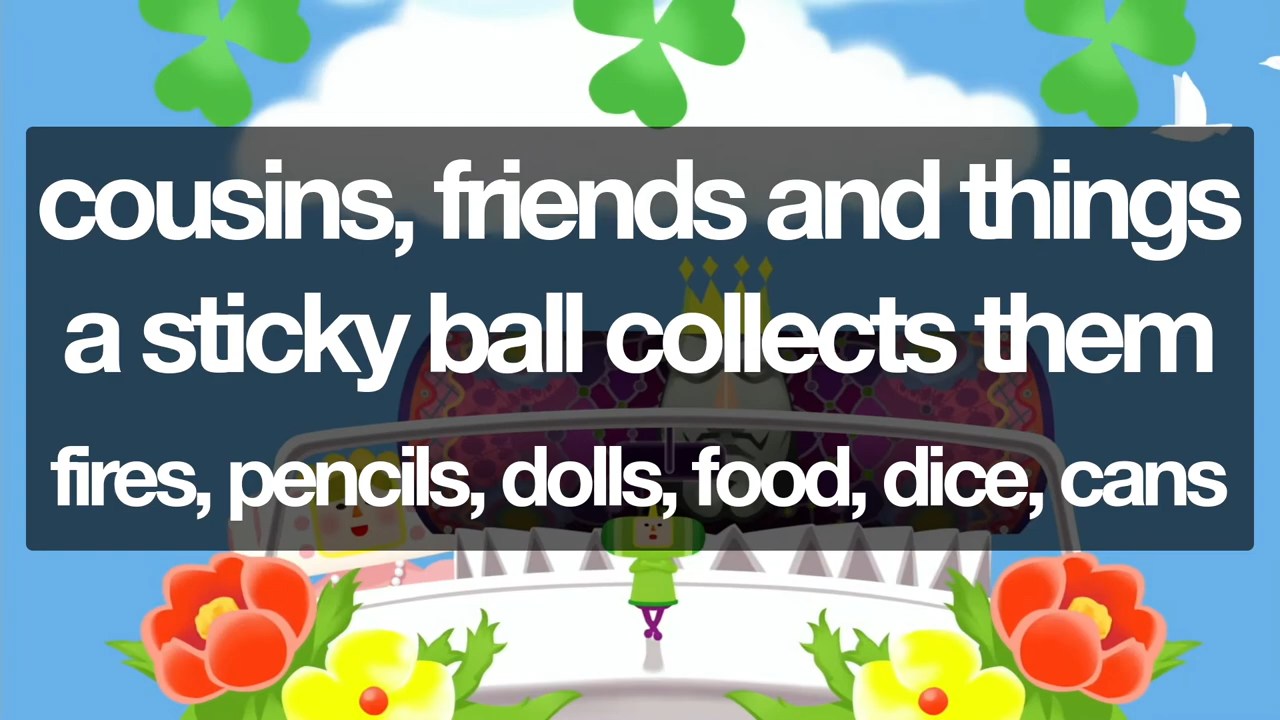 cousins, friends and things
a sticky ball collects them
fires, pencils, dolls, food, dice, cans